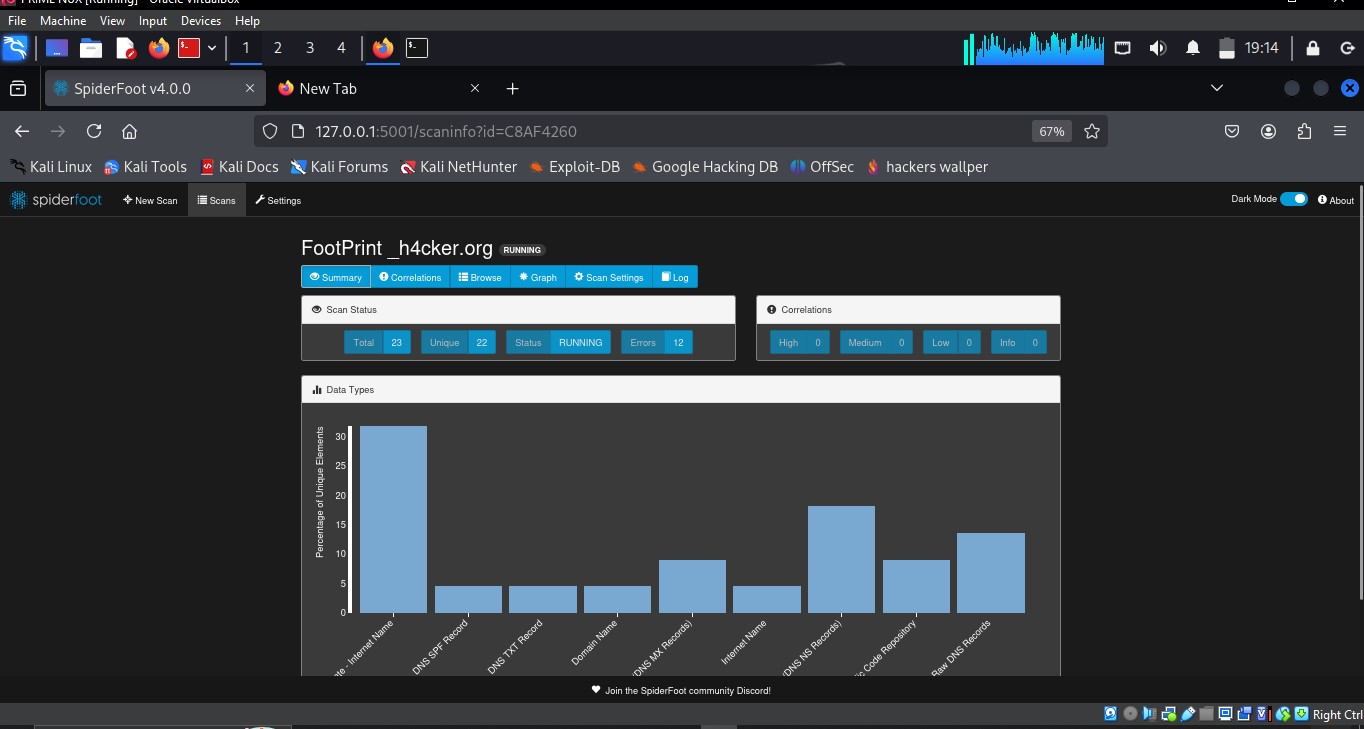 PRIME NUX [Running] - Oracle VirtualBox
File Machine View Input Devices Help
1 2 3 4 19:14
SpiderFoot v4.0.0 New Tab
127.0.0.1:5001/scaninfo?id=C8AF4260 67%
Kali Linux Kali Tools Kali Docs Kali Forums Kali NetHunter Exploit-DB Google Hacking DB OffSec hackers wallper
spiderfoot New Scan Scans Settings Dark Mode About
FootPrint _h4cker.org RUNNING
Summary Correlations Browse Graph Scan Settings Log
Scan Status Correlations
Total 23 Unique 22 Status RUNNING Errors 12 High 0 Medium 0 Low 0 Info 0
Data Types
Percentage of Unique Elements
30
25
20
15
10
5
0
- Internet Name
DNS SPF Record
DNS TXT Record
Domain Name
(DNS MX Records)
Internet Name
(DNS NS Records)
Code Repository
Raw DNS Records
Join the SpiderFoot community Discord!
Right Ctrl